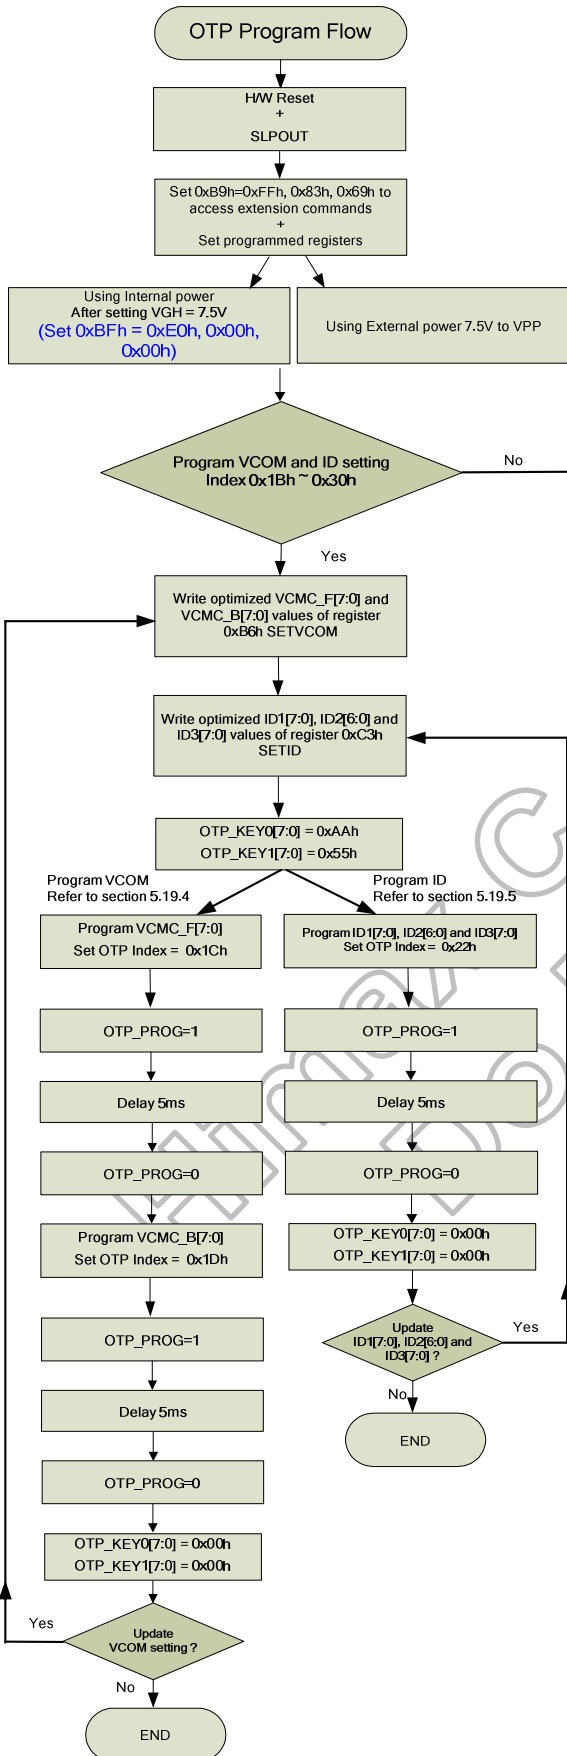 OTP Program Flow
H/W Reset
+
SLPOUT
Set 0xB9h=0xFFh, 0x83h, 0x69h to
access extension commands
+
Set programmed registers
Using Internal power
After setting VGH = 7.5V
(Set 0xBFh = 0xE0h, 0x00h,
0x00h)
Using External power 7.5V to VPP
Program VCOM and ID setting
Index 0x1Bh ~ 0x30h
No
Yes
Write optimized VCMC_F[7:0] and
VCMC_B[7:0] values of register
0xB6h SETVCOM
Write optimized ID1[7:0], ID2[6:0] and
ID3[7:0] values of register 0xC3h
SETID
OTP_KEY0[7:0] = 0xAAh
OTP_KEY1[7:0] = 0x55h
Program VCOM
Refer to section 5.19.4
Program ID
Refer to section 5.19.5
Program VCMC_F[7:0]
Set OTP Index = 0x1Ch
OTP_PROG=1
Delay 5ms
OTP_PROG=0
Program VCMC_B[7:0]
Set OTP Index = 0x1Dh
OTP_PROG=1
Delay 5ms
OTP_PROG=0
OTP_KEY0[7:0] = 0x00h
OTP_KEY1[7:0] = 0x00h
Update
VCOM setting ?
Yes
No
END
Program ID1[7:0], ID2[6:0] and ID3[7:0]
Set OTP Index = 0x22h
OTP_PROG=1
Delay 5ms
OTP_PROG=0
OTP_KEY0[7:0] = 0x00h
OTP_KEY1[7:0] = 0x00h
Update
ID1[7:0], ID2[6:0] and
ID3[7:0] ?
Yes
No
END
Himax C
Do